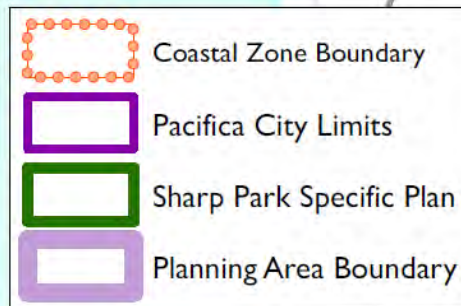 Coastal Zone Boundary
Pacifica City Limits
Sharp Park Specific Plan
Planning Area Boundary